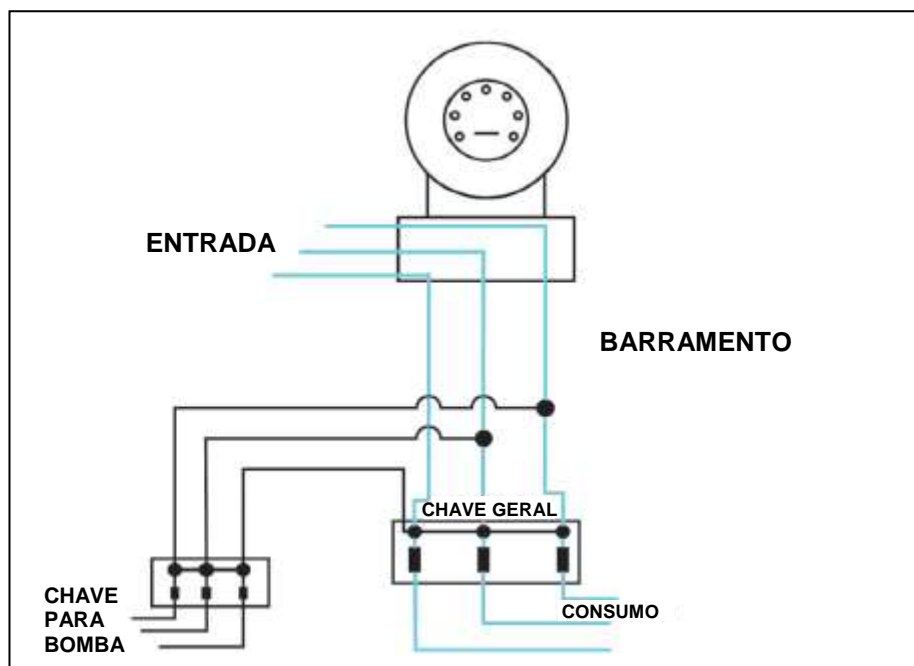 ENTRADA
BARRAMENTO
CHAVE GERAL
CONSUMO
CHAVE
PARA
BOMBA